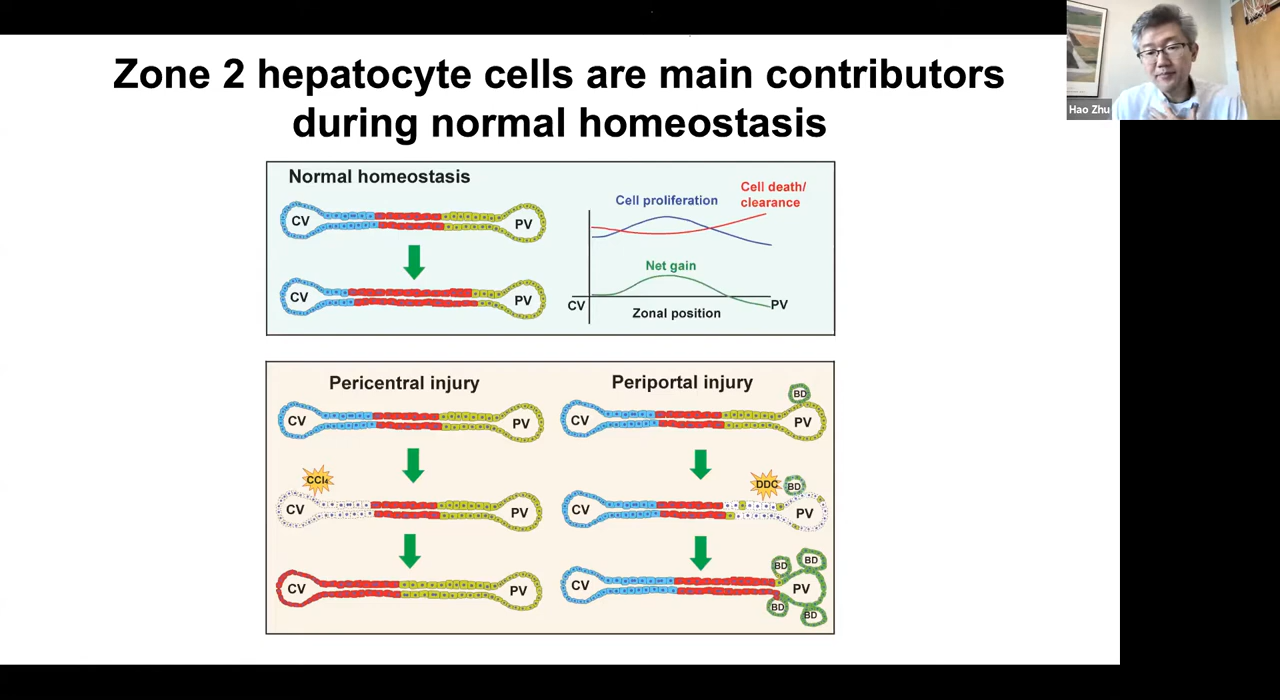 Zone 2 hepatocyte cells are main contributors
during normal homeostasis
Hao Zhu
Normal homeostasis
CV
PV
CV
PV
Cell proliferation
Cell death/
clearance
Net gain
CV
PV
Zonal position
Pericentral injury
CV
PV
CCl₄
CV
PV
CV
PV
Periportal injury
BD
CV
PV
DDC
BD
CV
PV
BD
BD
CV
PV
BD
BD